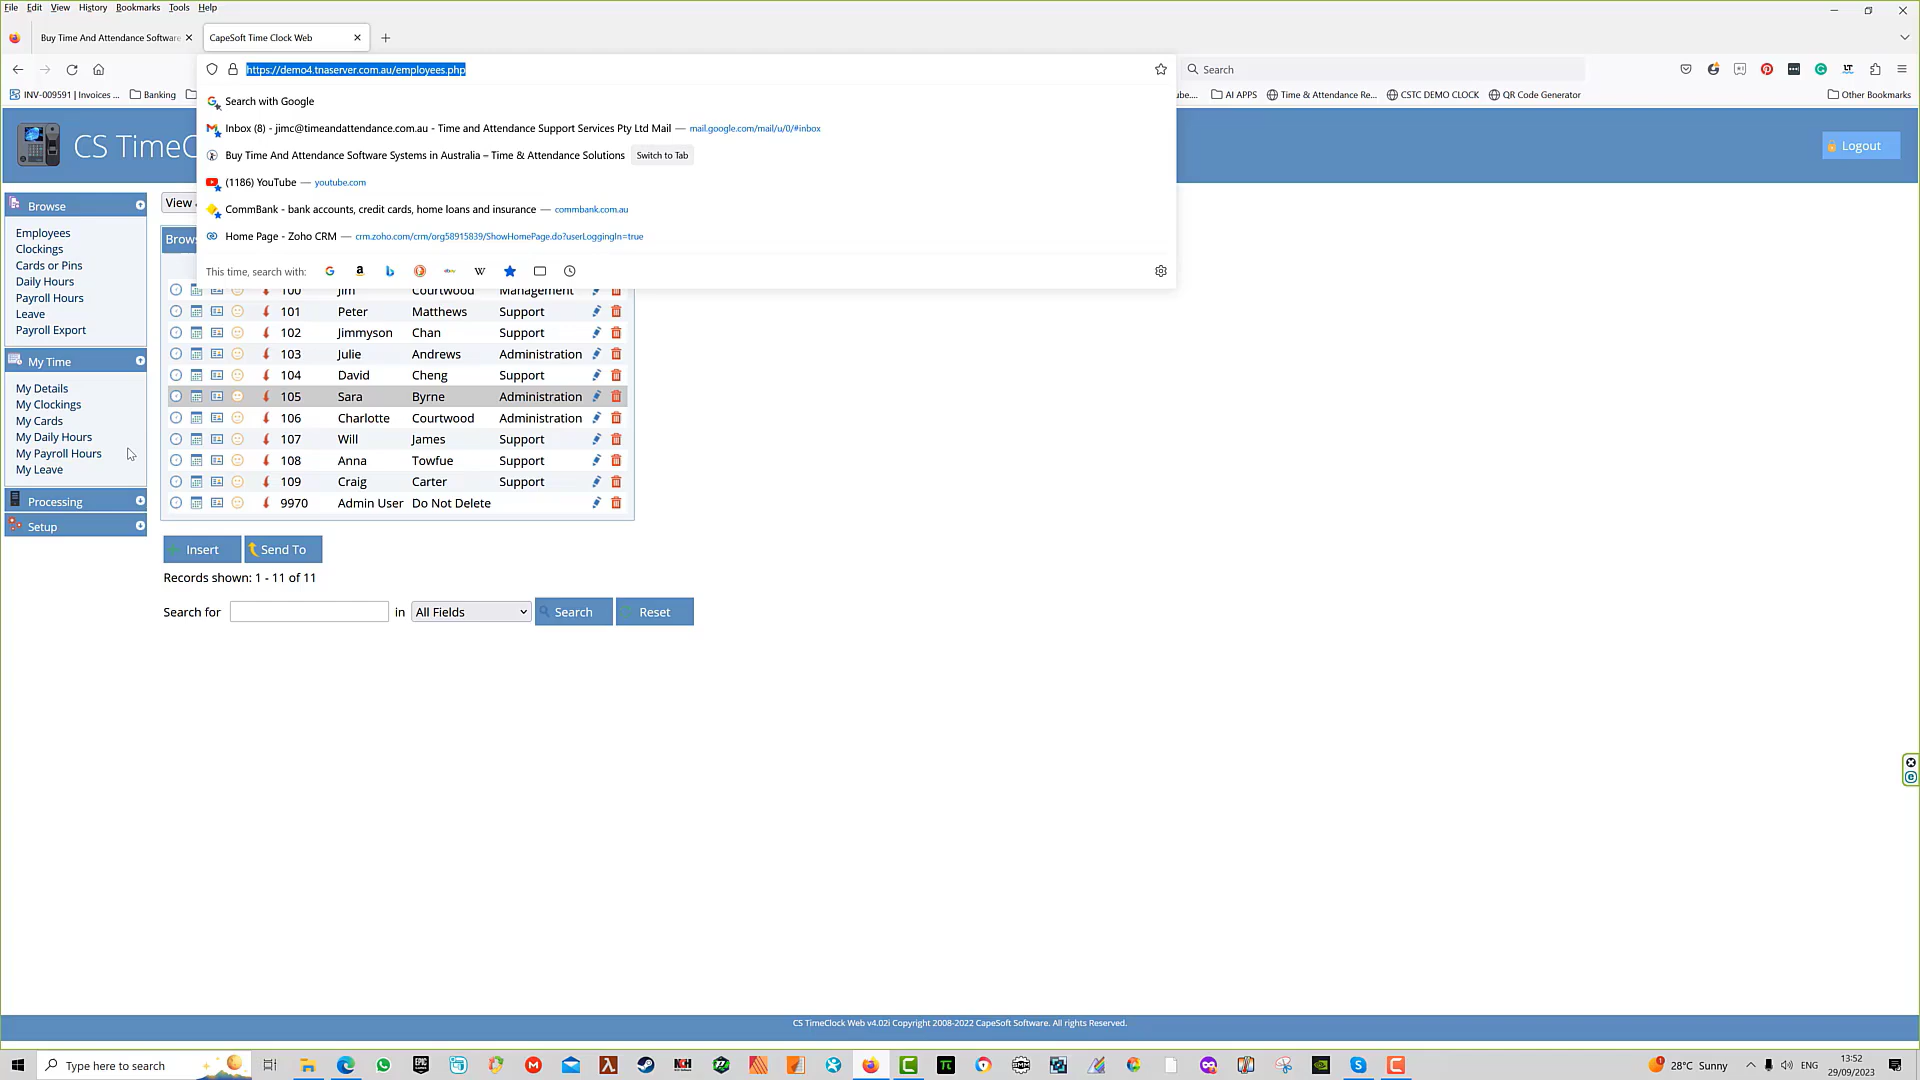 File Edit View History Bookmarks Tools Help
Buy Time And Attendance Software
CapeSoft Time Clock Web
https://demo4.tnaserver.com.au/employees.php
Search
INV-009591 | Invoices ...
Banking
AI APPS
Time & Attendance Re...
CSTC DEMO CLOCK
QR Code Generator
Other Bookmarks
Search with Google
Inbox (8) - jimc@timeandattendance.com.au - Time and Attendance Support Services Pty Ltd Mail — mail.google.com/mail/u/0/#inbox
Buy Time And Attendance Software Systems in Australia – Time & Attendance Solutions Switch to Tab
(1186) YouTube — youtube.com
CommBank - bank accounts, credit cards, home loans and insurance — commbank.com.au
Home Page - Zoho CRM — crm.zoho.com/crm/org58915839/ShowHomePage.do?userLoggingIn=true
This time, search with:
CS TimeC
Logout
Browse
Employees
Clockings
Cards or Pins
Daily Hours
Payroll Hours
Leave
Payroll Export
My Time
My Details
My Clockings
My Cards
My Daily Hours
My Payroll Hours
My Leave
Processing
Setup
View
Brow
100 Jim Courtwood Management
101 Peter Matthews Support
102 Jimmyson Chan Support
103 Julie Andrews Administration
104 David Cheng Support
105 Sara Byrne Administration
106 Charlotte Courtwood Administration
107 Will James Support
108 Anna Towfue Support
109 Craig Carter Support
9970 Admin User Do Not Delete
Insert Send To
Records shown: 1 - 11 of 11
Search for in All Fields Search Reset
CS TimeClock Web v4.02i Copyright 2008-2022 CapeSoft Software. All rights Reserved.
Type here to search
28°C Sunny
ENG
13:52
29/09/2023